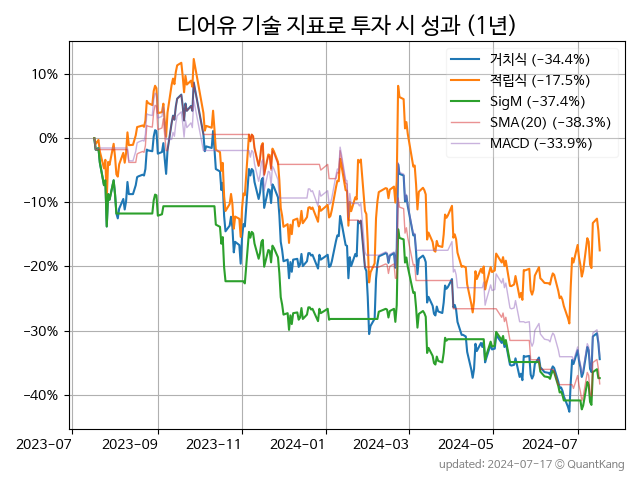 디어유 기술 지표로 투자 시 성과 (1년)
거치식 (−34.4%)
적립식 (−17.5%)
SigM (−37.4%)
SMA(20) (−38.3%)
MACD (−33.9%)
10%
0%
−10%
−20%
−30%
−40%
2023−07 2023−09 2023−11 2024−01 2024−03 2024−05 2024−07
updated: 2024−07−17 © QuantKang